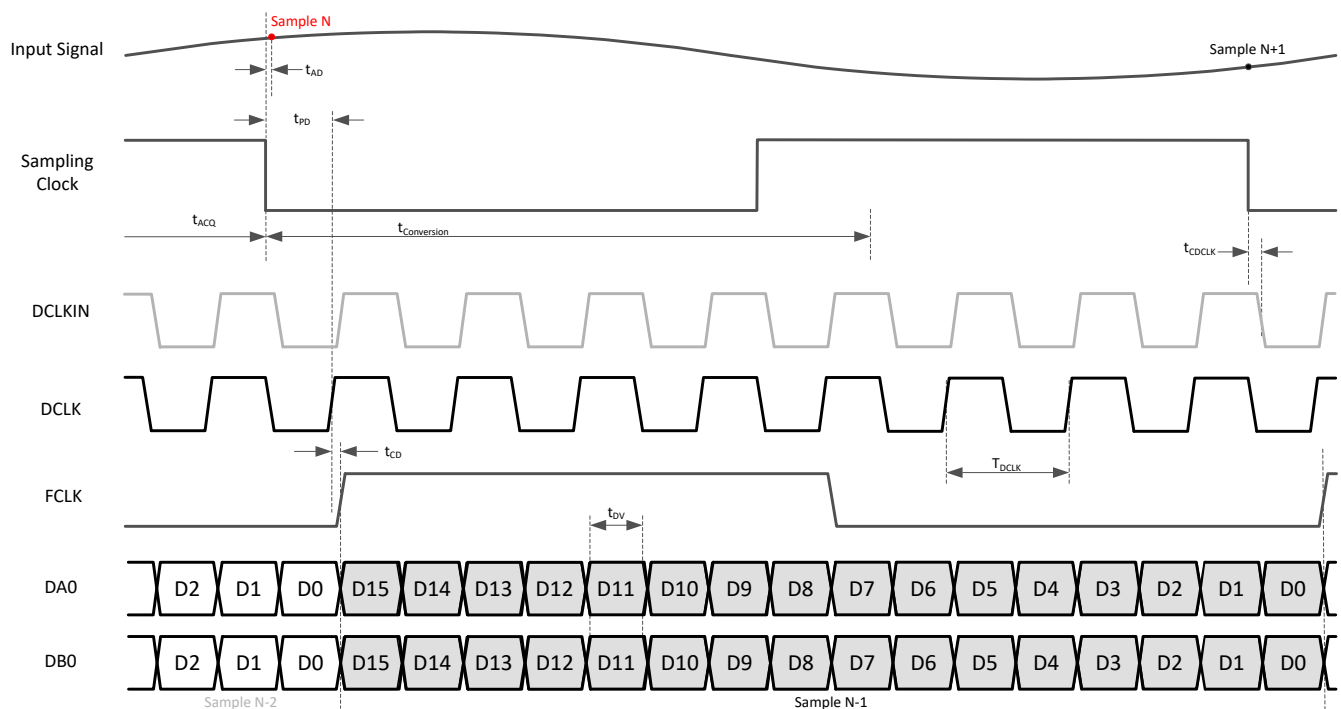 Sample N
Input Signal
Sample N+1
tAD
tPD
Sampling
Clock
tACQ
tConversion
tCDCLK
DCLKIN
DCLK
tCD
TDCLK
FCLK
tDV
DA0 D2 D1 D0 D15 D14 D13 D12 D11 D10 D9 D8 D7 D6 D5 D4 D3 D2 D1 D0
DB0 D2 D1 D0 D15 D14 D13 D12 D11 D10 D9 D8 D7 D6 D5 D4 D3 D2 D1 D0
Sample N-2 Sample N-1